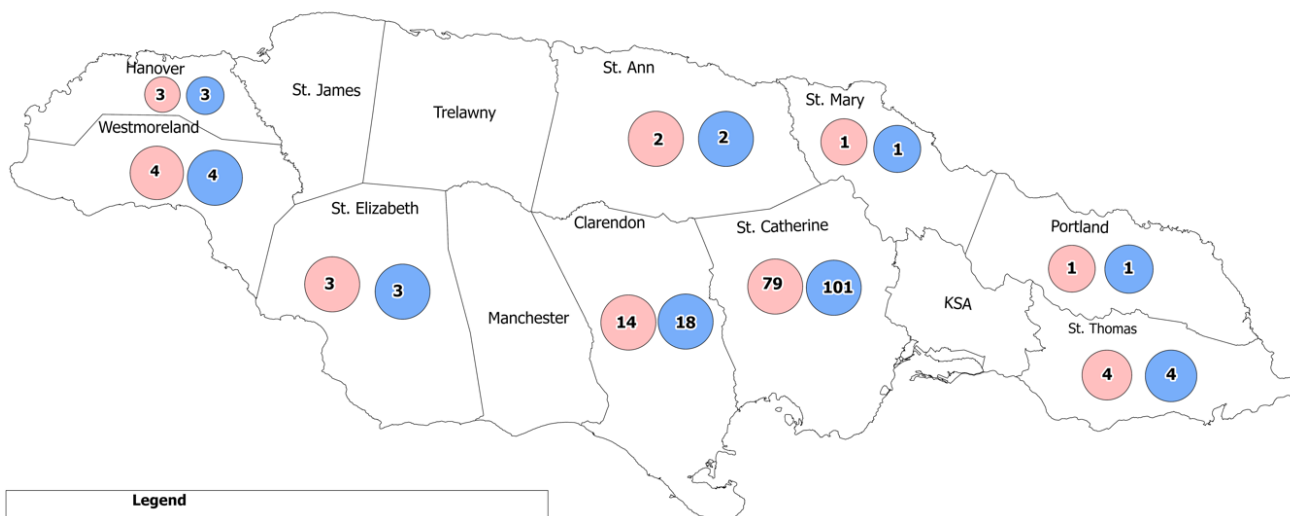 Hanover
3 3
Westmoreland
4 4
St. James
Trelawny
St. Ann
2 2
St. Mary
1 1
St. Elizabeth
3 3
Manchester
Clarendon
14 18
St. Catherine
79 101
KSA
Portland
1 1
St. Thomas
4 4
Legend